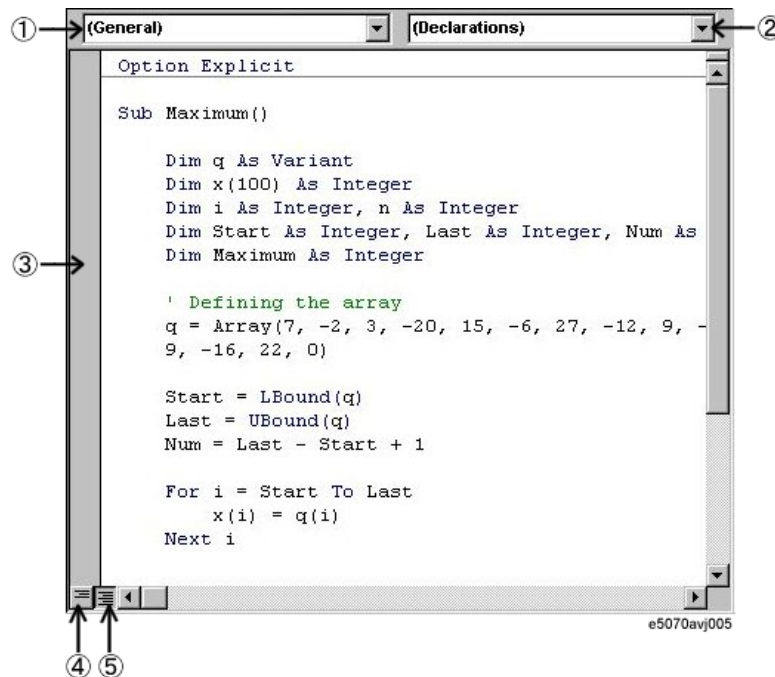 ① (General) (Declarations) ②
Option Explicit
Sub Maximum()
Dim q As Variant
Dim x(100) As Integer
Dim i As Integer, n As Integer
Dim Start As Integer, Last As Integer, Num As
③ Dim Maximum As Integer
' Defining the array
q = Array(7, -2, 3, -20, 15, -6, 27, -12, 9, -
9, -16, 22, 0)
Start = LBound(q)
Last = UBound(q)
Num = Last - Start + 1
For i = Start To Last
x(i) = q(i)
Next i
e5070avj005
④ ⑤